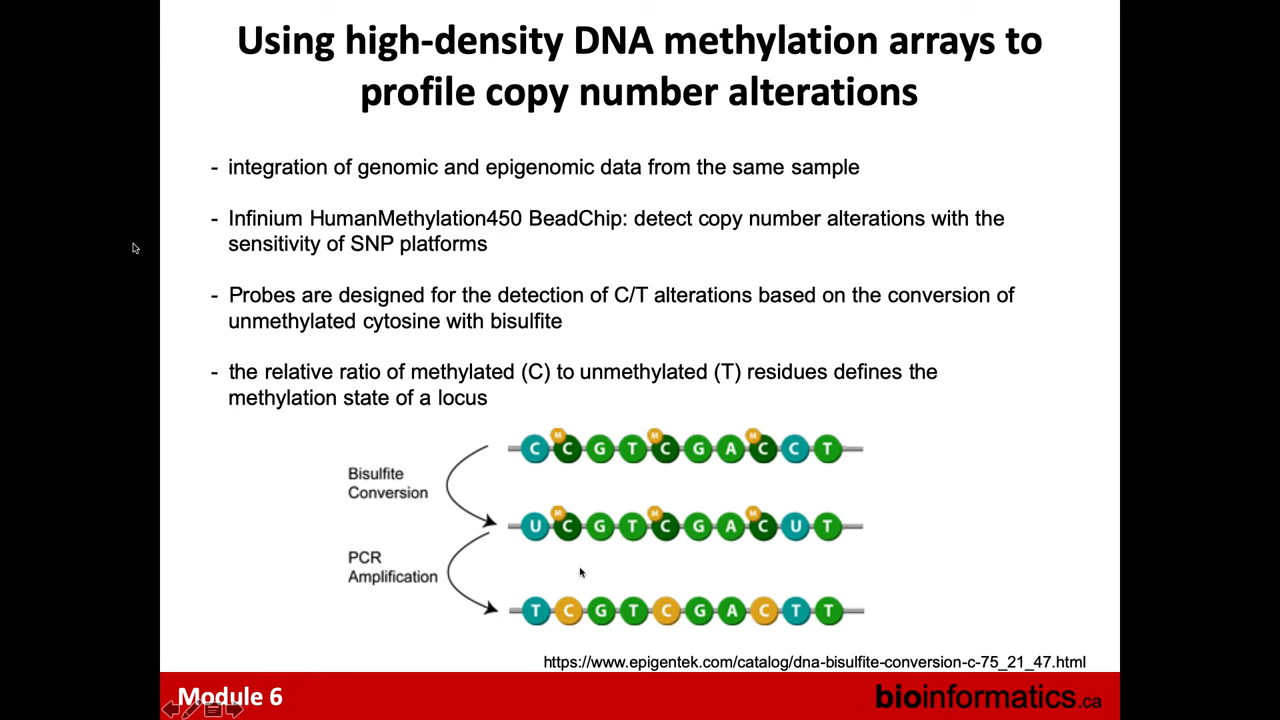 Using high-density DNA methylation arrays to
profile copy number alterations
- integration of genomic and epigenomic data from the same sample
- Infinium HumanMethylation450 BeadChip: detect copy number alterations with the
sensitivity of SNP platforms
- Probes are designed for the detection of C/T alterations based on the conversion of
unmethylated cytosine with bisulfite
- the relative ratio of methylated (C) to unmethylated (T) residues defines the
methylation state of a locus
M M M
C C G T C G A C C T
Bisulfite
Conversion
M M M
U C G T C G A C U T
PCR
Amplification
T C G T C G A C T T
https://www.epigentek.com/catalog/dna-bisulfite-conversion-c-75_21_47.html
Module 6
bioinformatics.ca